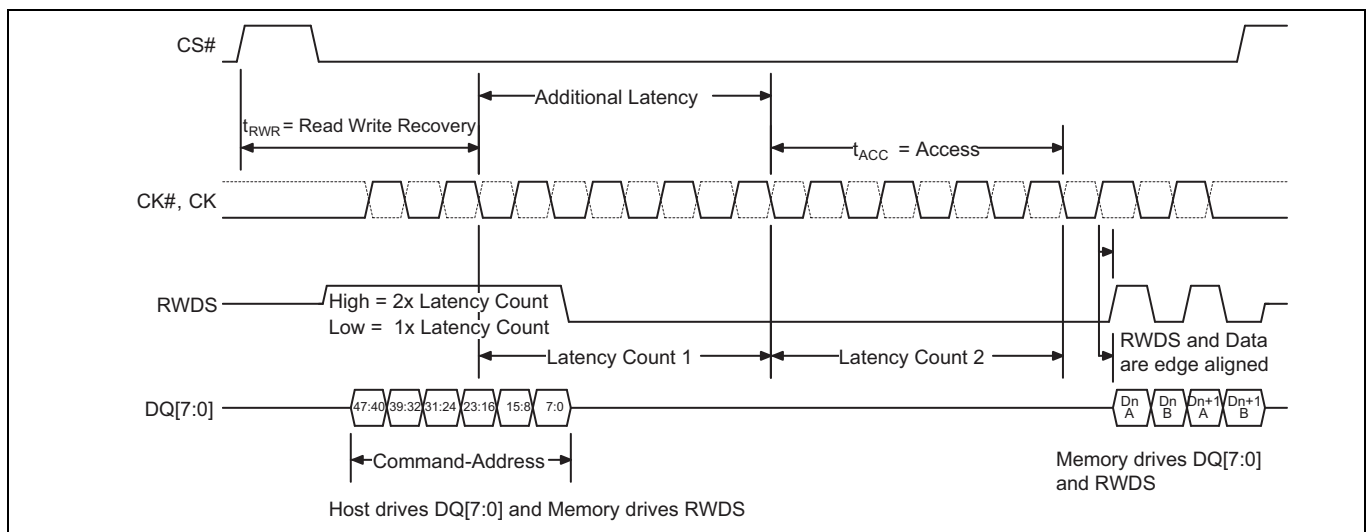 CS#
Additional Latency
tRWR = Read Write Recovery
tACC = Access
CK#, CK
RWDS
High = 2x Latency Count
Low = 1x Latency Count
RWDS and Data
are edge aligned
Latency Count 1
Latency Count 2
DQ[7:0]
47:40 39:32 31:24 23:16 15:8 7:0
Dn
A
Dn
B
Dn+1
A
Dn+1
B
Command-Address
Memory drives DQ[7:0]
and RWDS
Host drives DQ[7:0] and Memory drives RWDS